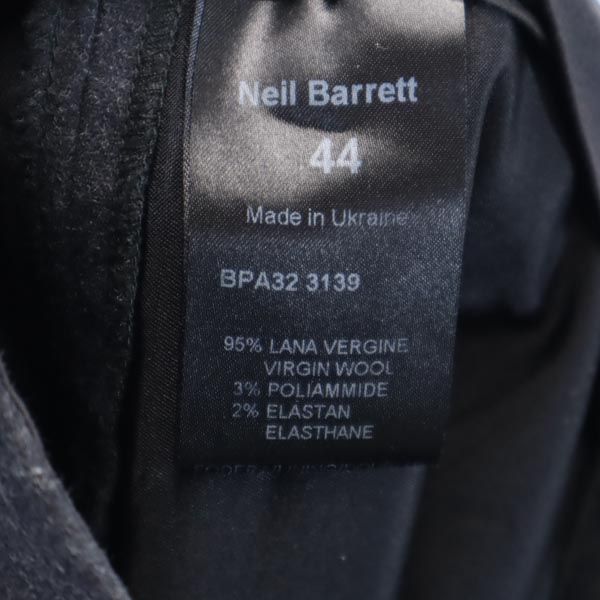 Neil Barrett
44
Made in Ukraine
BPA32 3139
95% LANA VERGINE
VIRGIN WOOL
3% POLIAMMIDE
2% ELASTAN
ELASTHANE